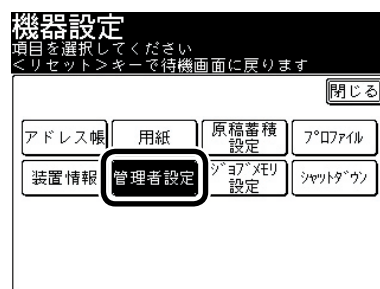 機器設定
項目を選択してください
<リセット>キーで待機画面に戻ります
閉じる
アドレス帳 用紙 原稿蓄積設定 プロファイル
装置情報 管理者設定 ジョブメモリ設定 シャットダウン